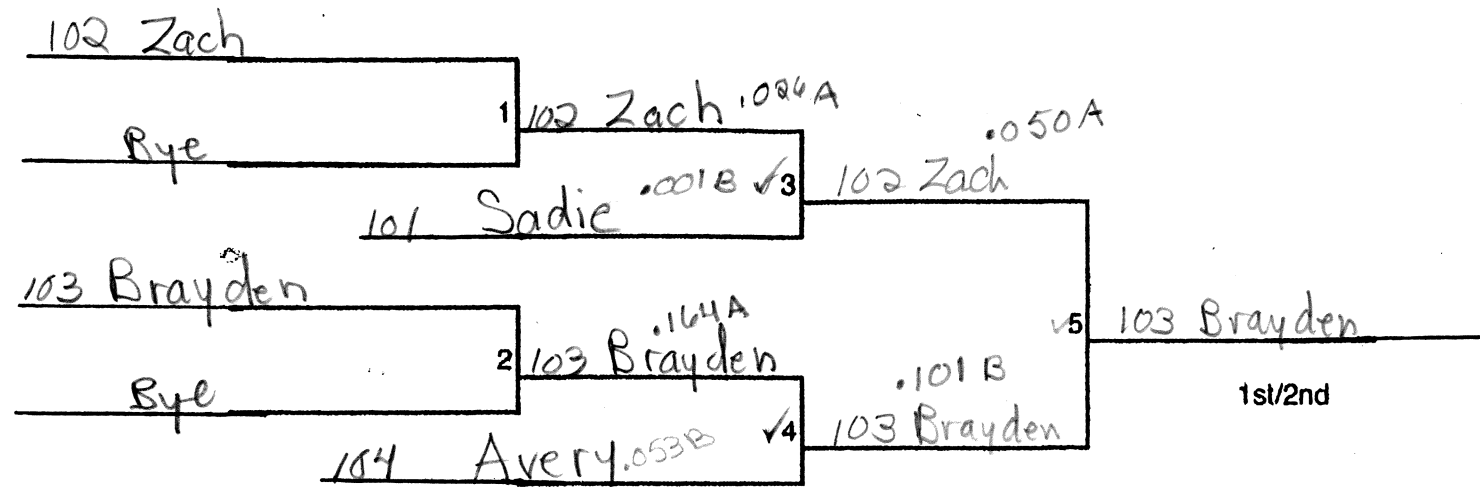 102 Zach
1
Bye
102 Zach .026A
.001B ✓3
101 Sadie
.050A
102 Zach
103 Brayden
2
Bye
.164A
103 Brayden
✓4
104 Avery .053B
.101 B
103 Brayden
✓5
103 Brayden
1st/2nd